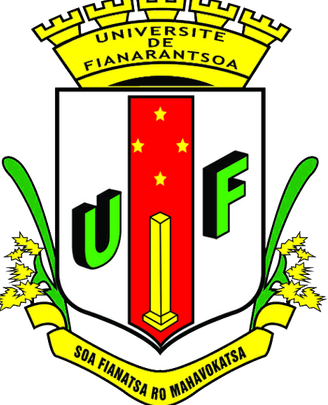 UNIVERSITE
DE
FIANARANTSOA
U F
SOA FIANATSA RO MAHAVOKATSA